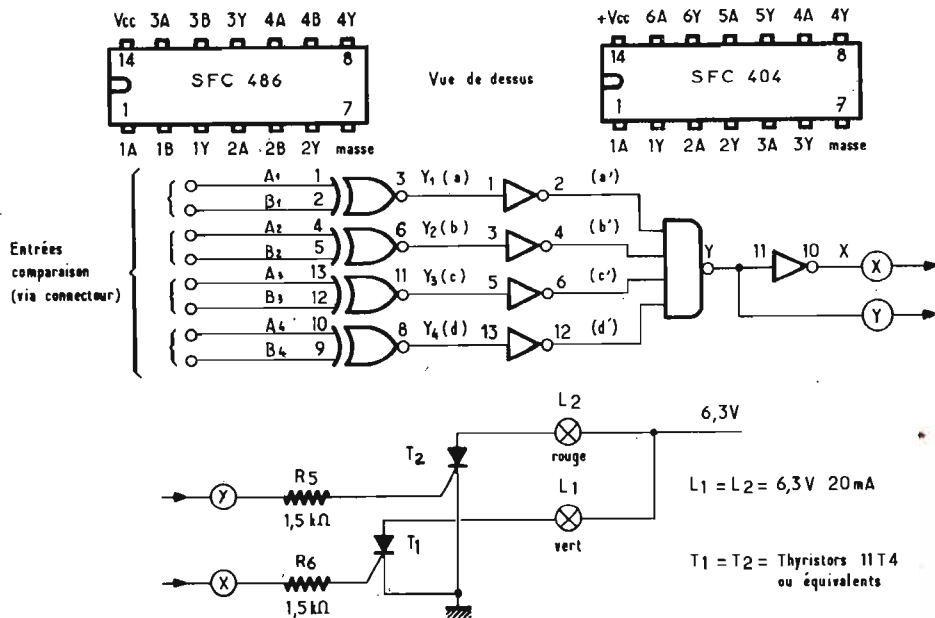 Vcc 3A 3B 3Y 4A 4B 4Y
14 8
SFC 486
1 7
1A 1B 1Y 2A 2B 2Y masse
Vue de dessus
+Vcc 6A 6Y 5A 5Y 4A 4Y
14 8
SFC 404
1 7
1A 1Y 2A 2Y 3A 3Y masse
Entrées
comparaison
(via connecteur)
A1 1 3 Y1 (a) 1 2 (a')
B1 2
A2 4 6 Y2 (b) 3 4 (b')
B2 5
A3 13 11 Y3 (c) 5 6 (c')
B3 12
A4 10 8 Y4 (d) 13 12 (d')
B4 9
Y 11 10 X X
Y
L2
rouge
6,3V
T2
Y R5
1,5 kΩ
L1
vert
T1
X R6
1,5 kΩ
L1 = L2 = 6,3V 20mA
T1 = T2 = Thyristors 11T4
ou équivalents